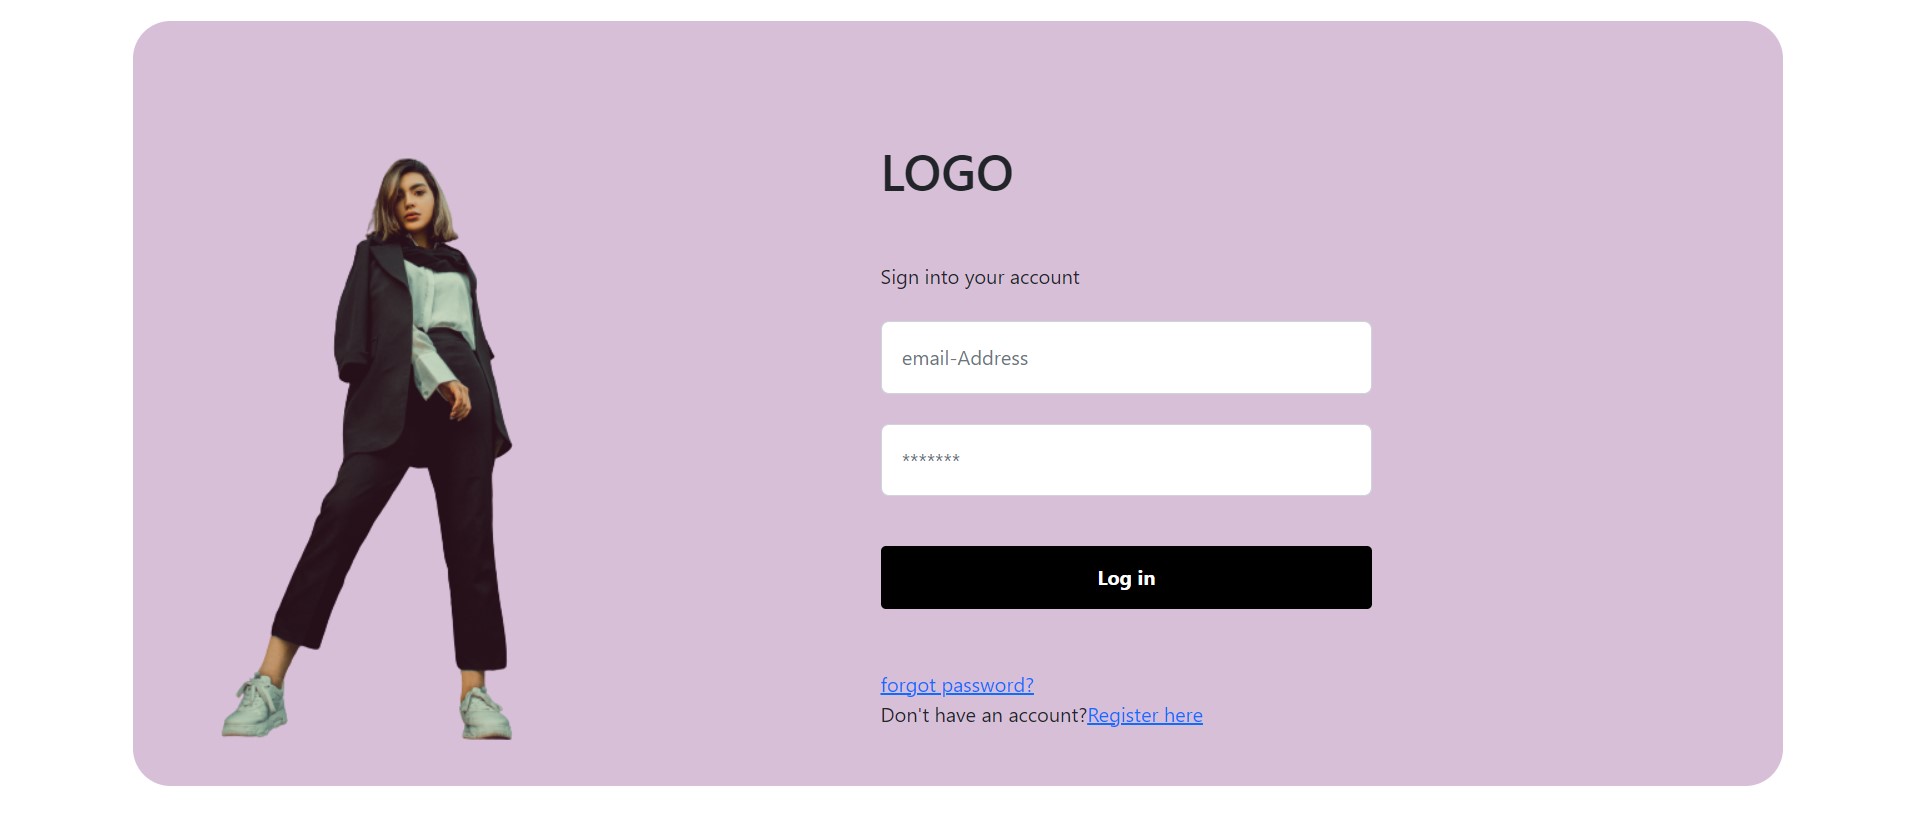 LOGO
Sign into your account
email-Address
*******
Log in
forgot password?
Don't have an account?Register here